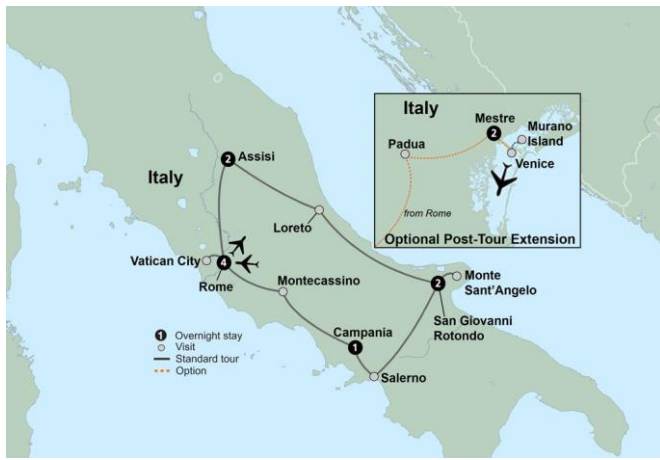 Italy
2 Assisi
Loreto
Vatican City
4
Rome
Montecassino
Campania
1
Salerno
2
Monte
Sant'Angelo
San Giovanni
Rotondo
1 Overnight stay
Visit
Standard tour
Option
Italy
Mestre
2
Murano
Island
Padua
Venice
from Rome
Optional Post-Tour Extension